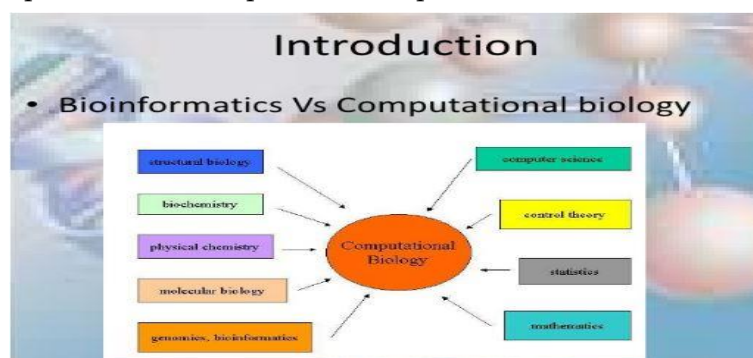 Introduction
• Bioinformatics Vs Computational biology
structural biology
biochemistry
physical chemistry
molecular biology
genomics, bioinformatics
Computational
Biology
computer science
control theory
statistics
mathematics